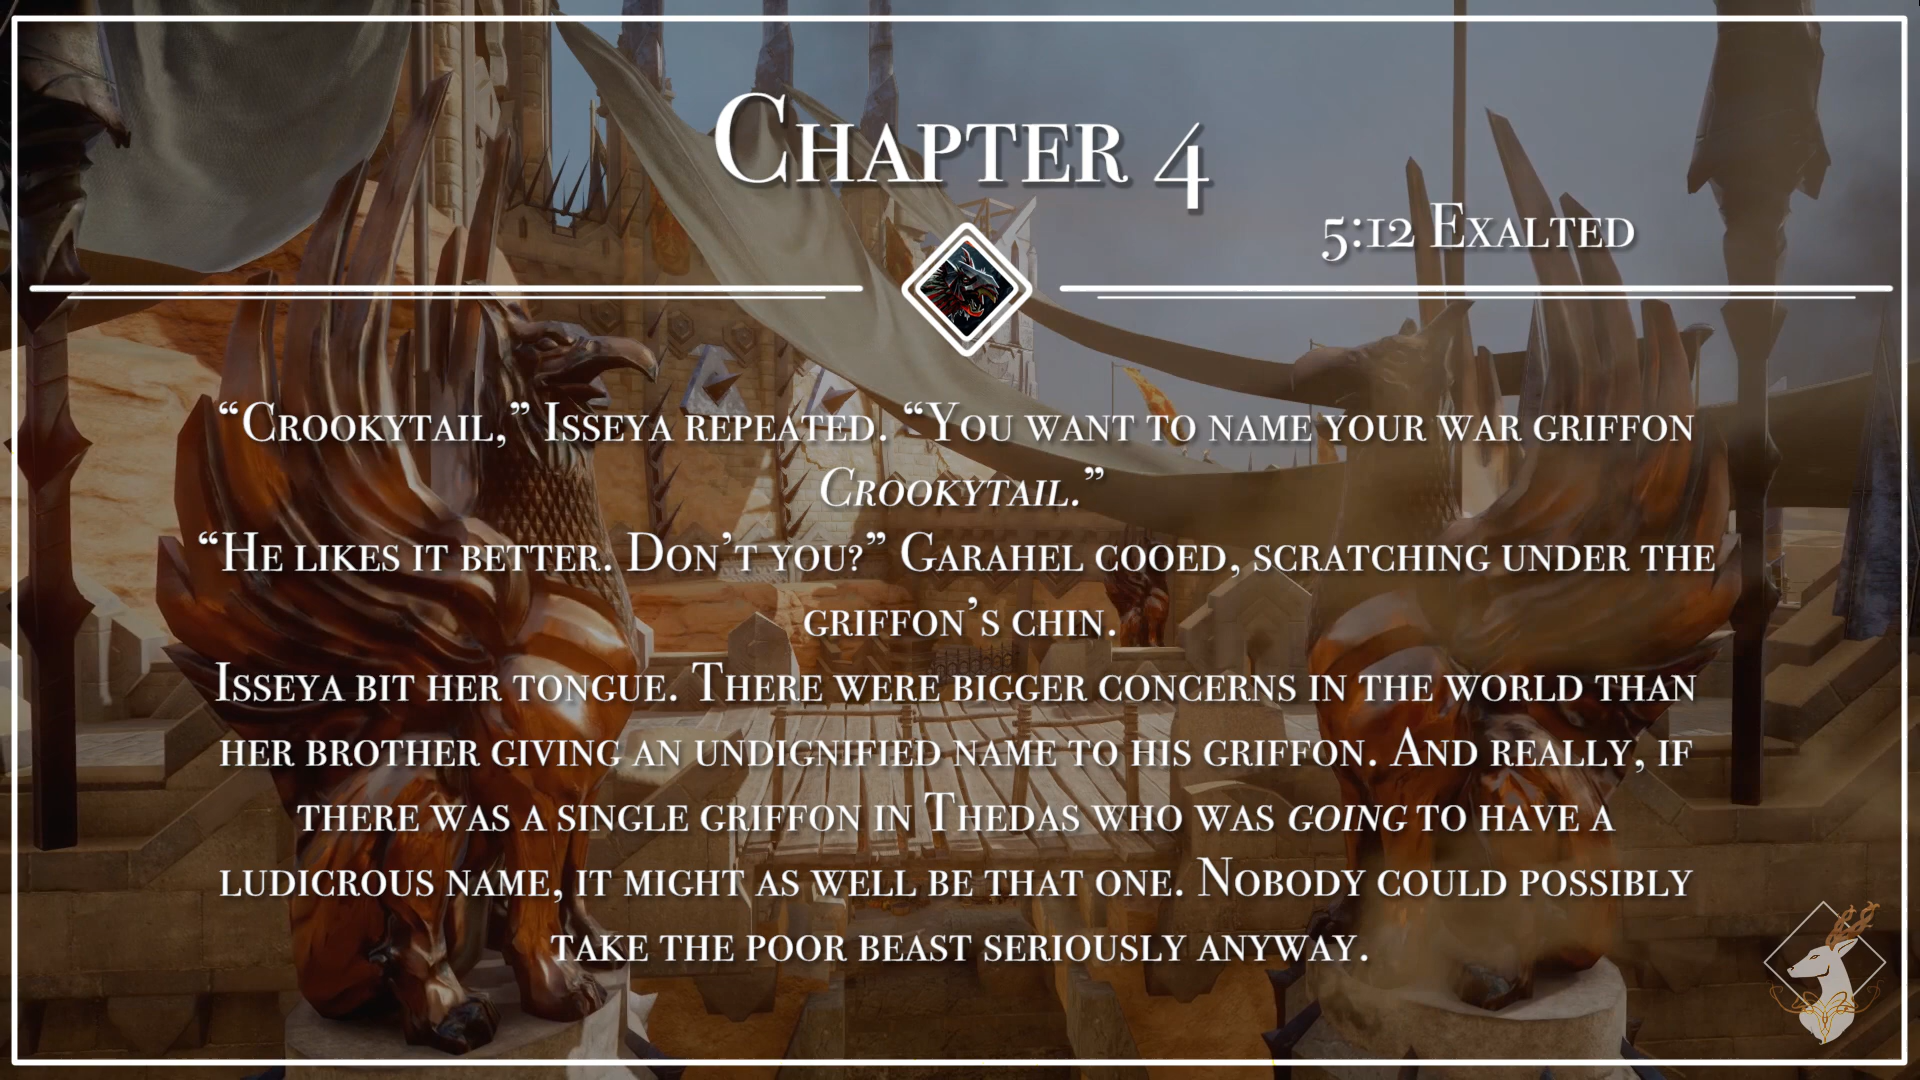 Chapter 4
5:12 Exalted
“Crookytail,” Isseya repeated. “You want to name your war griffon
Crookytail.”
“He likes it better. Don’t you?” Garahel cooed, scratching under the
griffon’s chin.
Isseya bit her tongue. There were bigger concerns in the world than
her brother giving an undignified name to his griffon. And really, if
there was a single griffon in Thedas who was going to have a
ludicrous name, it might as well be that one. Nobody could possibly
take the poor beast seriously anyway.